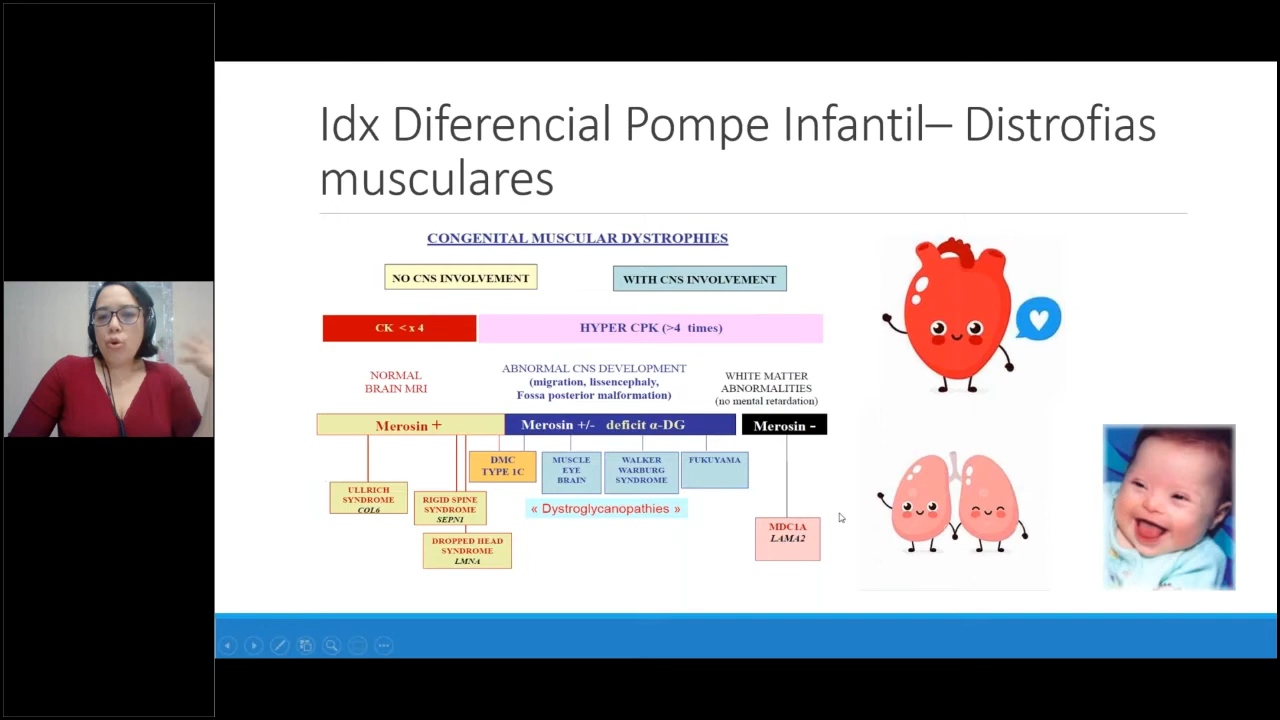 Idx Diferencial Pompe Infantil– Distrofias
musculares
CONGENITAL MUSCULAR DYSTROPHIES
NO CNS INVOLVEMENT
WITH CNS INVOLVEMENT
CK < x 4
HYPER CPK (>4 times)
NORMAL
BRAIN MRI
ABNORMAL CNS DEVELOPMENT
(migration, lissencephaly,
Fossa posterior malformation)
WHITE MATTER
ABNORMALITIES
(no mental retardation)
Merosin +
Merosin +/- deficit α-DG
Merosin -
DMC
TYPE 1C
MUSCLE
EYE
BRAIN
WALKER
WARBURG
SYNDROME
FUKUYAMA
ULLRICH
SYNDROME
COL6
RIGID SPINE
SYNDROME
SEPN1
« Dystroglycanopathies »
DROPPED HEAD
SYNDROME
LMNA
MDC1A
LAMA2